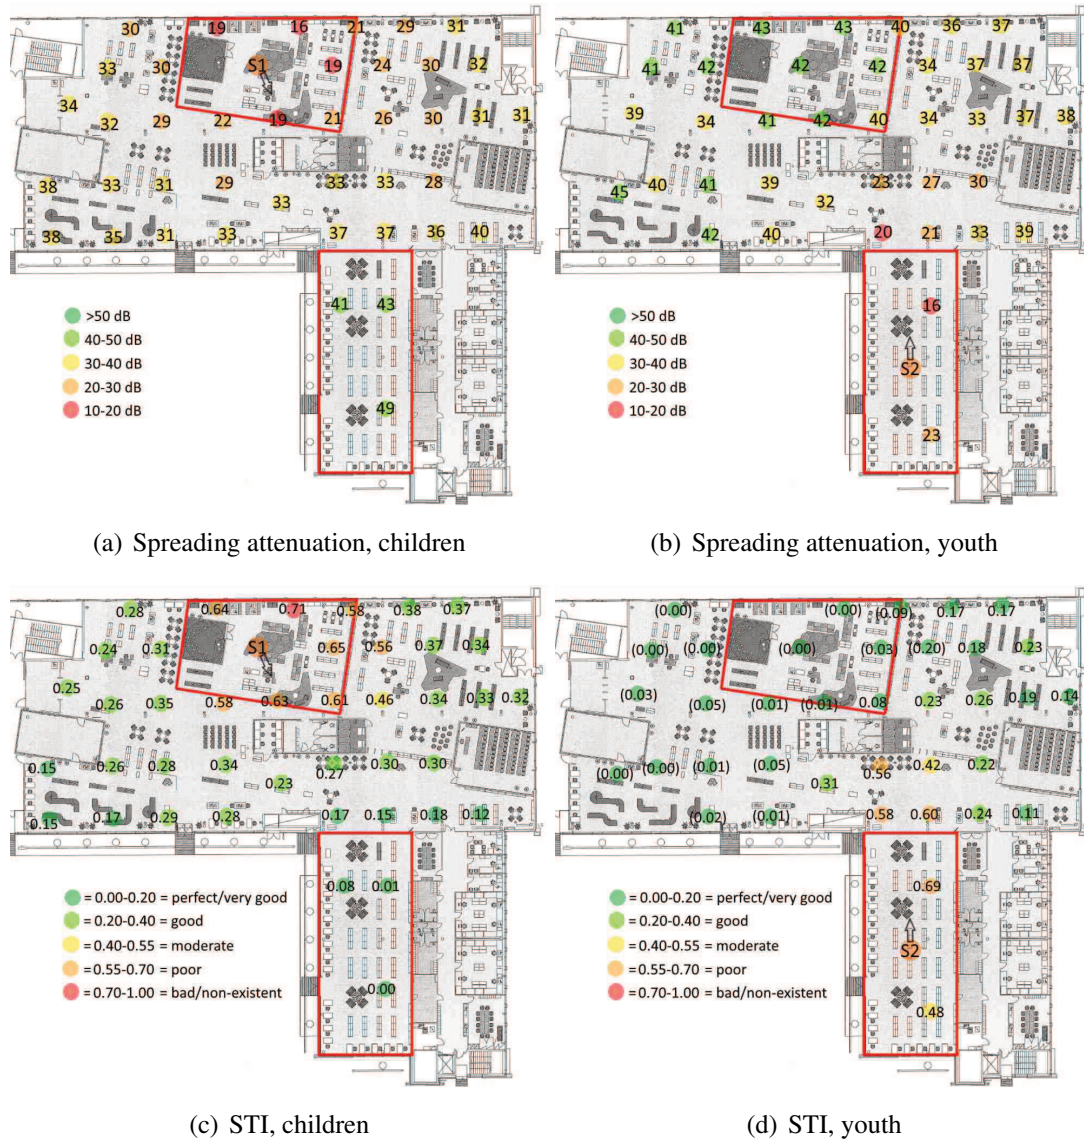 30 19 16 21 29 31
33 30 S1 19 24 30 32
34 32 29 22 19 21 26 30 31 31
38 33 31 29 33 33 28
33
38 35 31 33 37 37 36 40
41 43
49
>50 dB
40-50 dB
30-40 dB
20-30 dB
10-20 dB
41 43 43 40 36 37
41 42 42 42 34 37 37
39 34 41 42 40 34 33 37 38
45 40 41 39 23 27 30
32
42 40 20 21 33 39
16
S2
23
>50 dB
40-50 dB
30-40 dB
20-30 dB
10-20 dB
(a) Spreading attenuation, children
(b) Spreading attenuation, youth
0.28 0.64 0.71 0.58 0.38 0.37
0.24 0.31 S1 0.65 0.56 0.37 0.34
0.25 0.26 0.35 0.58 0.63 0.61 0.46 0.34 0.33 0.32
0.15 0.26 0.28 0.34 0.27 0.30 0.30
0.23
0.15 0.17 0.29 0.28 0.17 0.15 0.18 0.12
0.08 0.01
0.00
= 0.00-0.20 = perfect/very good
= 0.20-0.40 = good
= 0.40-0.55 = moderate
= 0.55-0.70 = poor
= 0.70-1.00 = bad/non-existent
(0.00) (0.00) (0.09) 0.17 0.17
(0.00) (0.00) (0.00) (0.03) (0.20) 0.18 0.23
(0.03) (0.05) (0.01) (0.01) 0.08 0.23 0.26 0.19 0.14
(0.00) (0.00) (0.01) (0.05) 0.56 0.42 0.22
0.31
(0.02) (0.01) 0.58 0.60 0.24 0.11
0.69
S2
0.48
= 0.00-0.20 = perfect/very good
= 0.20-0.40 = good
= 0.40-0.55 = moderate
= 0.55-0.70 = poor
= 0.70-1.00 = bad/non-existent
(c) STI, children
(d) STI, youth